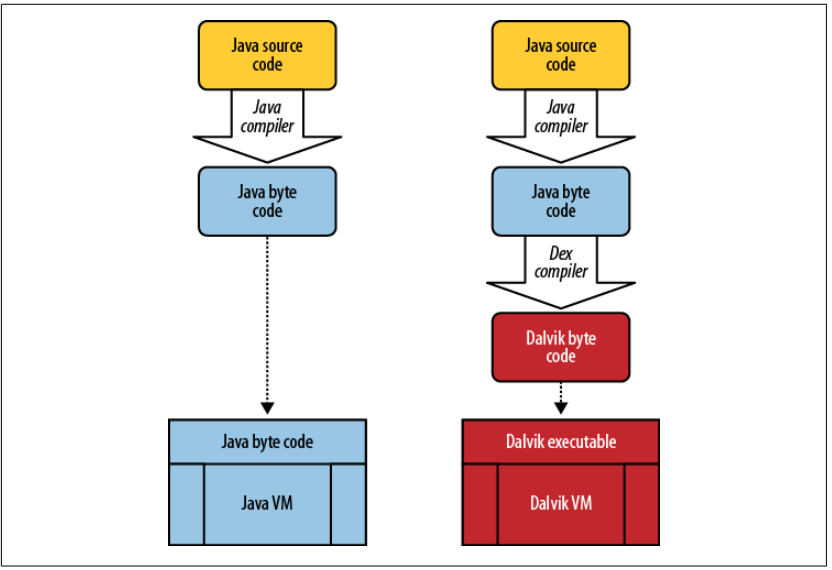 Java source
code
Java
compiler
Java byte
code
Java byte code
Java VM
Java source
code
Java
compiler
Java byte
code
Dex
compiler
Dalvik byte
code
Dalvik executable
Dalvik VM